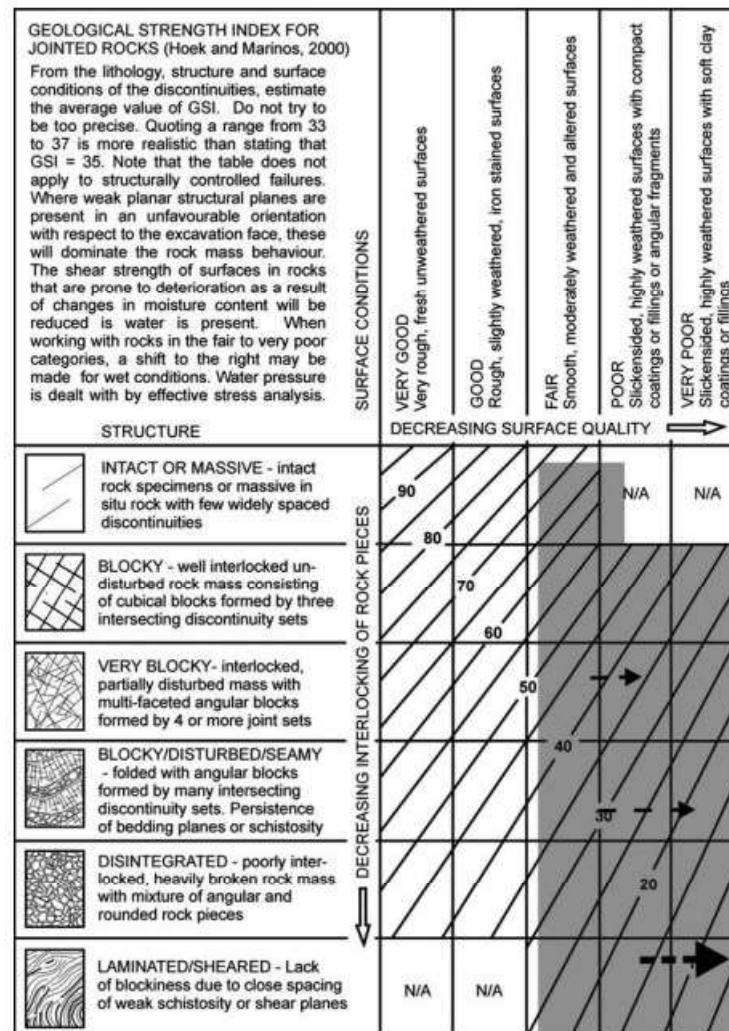 GEOLOGICAL STRENGTH INDEX FOR
JOINTED ROCKS (Hoek and Marinos, 2000)
From the lithology, structure and surface
conditions of the discontinuities, estimate
the average value of GSI. Do not try to
be too precise. Quoting a range from 33
to 37 is more realistic than stating that
GSI = 35. Note that the table does not
apply to structurally controlled failures.
Where weak planar structural planes are
present in an unfavourable orientation
with respect to the excavation face, these
will dominate the rock mass behaviour.
The shear strength of surfaces in rocks
that are prone to deterioration as a result
of changes in moisture content will be
reduced is water is present. When
working with rocks in the fair to very poor
categories, a shift to the right may be
made for wet conditions. Water pressure
is dealt with by effective stress analysis.
STRUCTURE
SURFACE CONDITIONS
VERY GOOD
Very rough, fresh unweathered surfaces
GOOD
Rough, slightly weathered, iron stained surfaces
FAIR
Smooth, moderately weathered and altered surfaces
POOR
Slickensided, highly weathered surfaces with compact
coatings or fillings or angular fragments
VERY POOR
Slickensided, highly weathered surfaces with soft clay
coatings or fillings
DECREASING SURFACE QUALITY
DECREASING INTERLOCKING OF ROCK PIECES
INTACT OR MASSIVE - intact
rock specimens or massive in
situ rock with few widely spaced
discontinuities
90
N/A
N/A
80
BLOCKY - well interlocked un-
disturbed rock mass consisting
of cubical blocks formed by three
intersecting discontinuity sets
70
60
VERY BLOCKY- interlocked,
partially disturbed mass with
multi-faceted angular blocks
formed by 4 or more joint sets
50
BLOCKY/DISTURBED/SEAMY
- folded with angular blocks
formed by many intersecting
discontinuity sets. Persistence
of bedding planes or schistosity
40
30
DISINTEGRATED - poorly inter-
locked, heavily broken rock mass
with mixture of angular and
rounded rock pieces
20
LAMINATED/SHEARED - Lack
of blockiness due to close spacing
of weak schistosity or shear planes
N/A
N/A